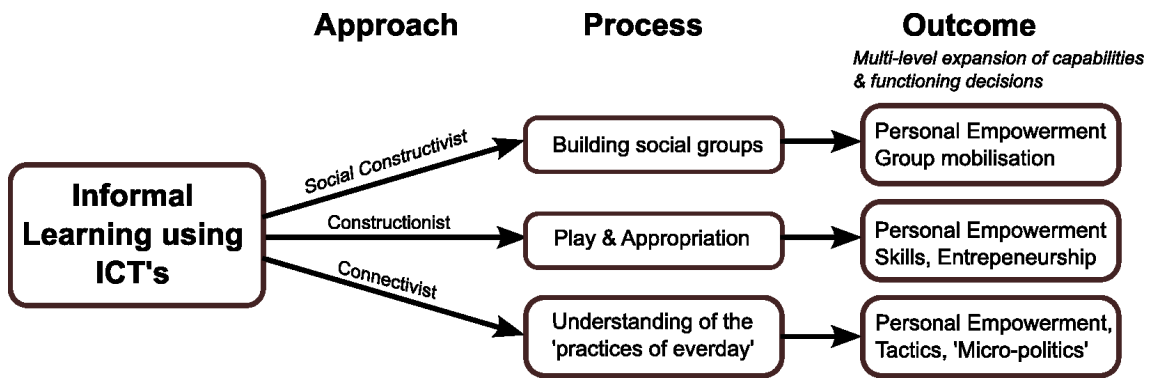 Approach
Process
Outcome
Multi-level expansion of capabilities
& functioning decisions
Informal
Learning using
ICT's
Social Constructivist
Building social groups
Personal Empowerment
Group mobilisation
Constructionist
Play & Appropriation
Personal Empowerment
Skills, Entrepeneurship
Connectivist
Understanding of the
'practices of everday'
Personal Empowerment,
Tactics, 'Micro-politics'